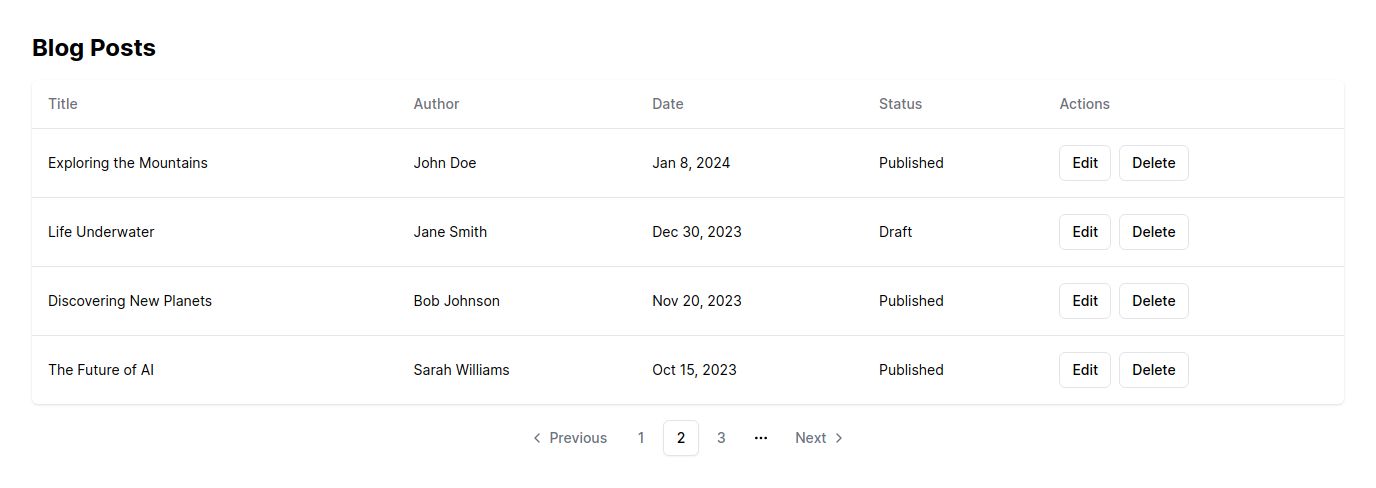 Blog Posts
Title Author Date Status Actions
Exploring the Mountains John Doe Jan 8, 2024 Published Edit Delete
Life Underwater Jane Smith Dec 30, 2023 Draft Edit Delete
Discovering New Planets Bob Johnson Nov 20, 2023 Published Edit Delete
The Future of AI Sarah Williams Oct 15, 2023 Published Edit Delete
Previous 1 2 3 ··· Next